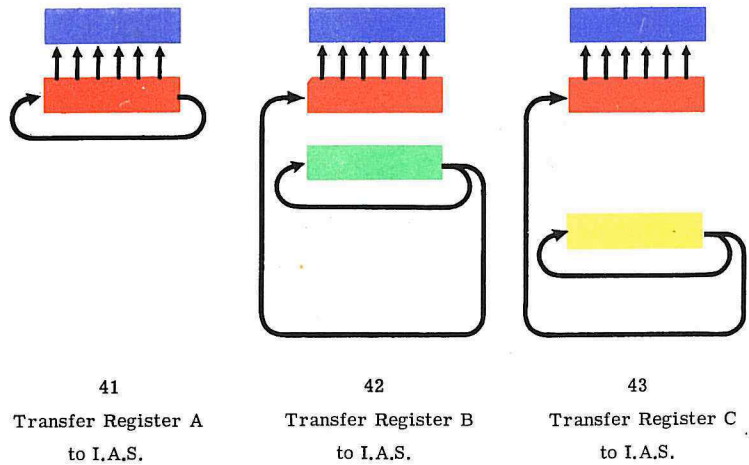 41
Transfer Register A
to I.A.S.
42
Transfer Register B
to I.A.S.
43
Transfer Register C
to I.A.S.